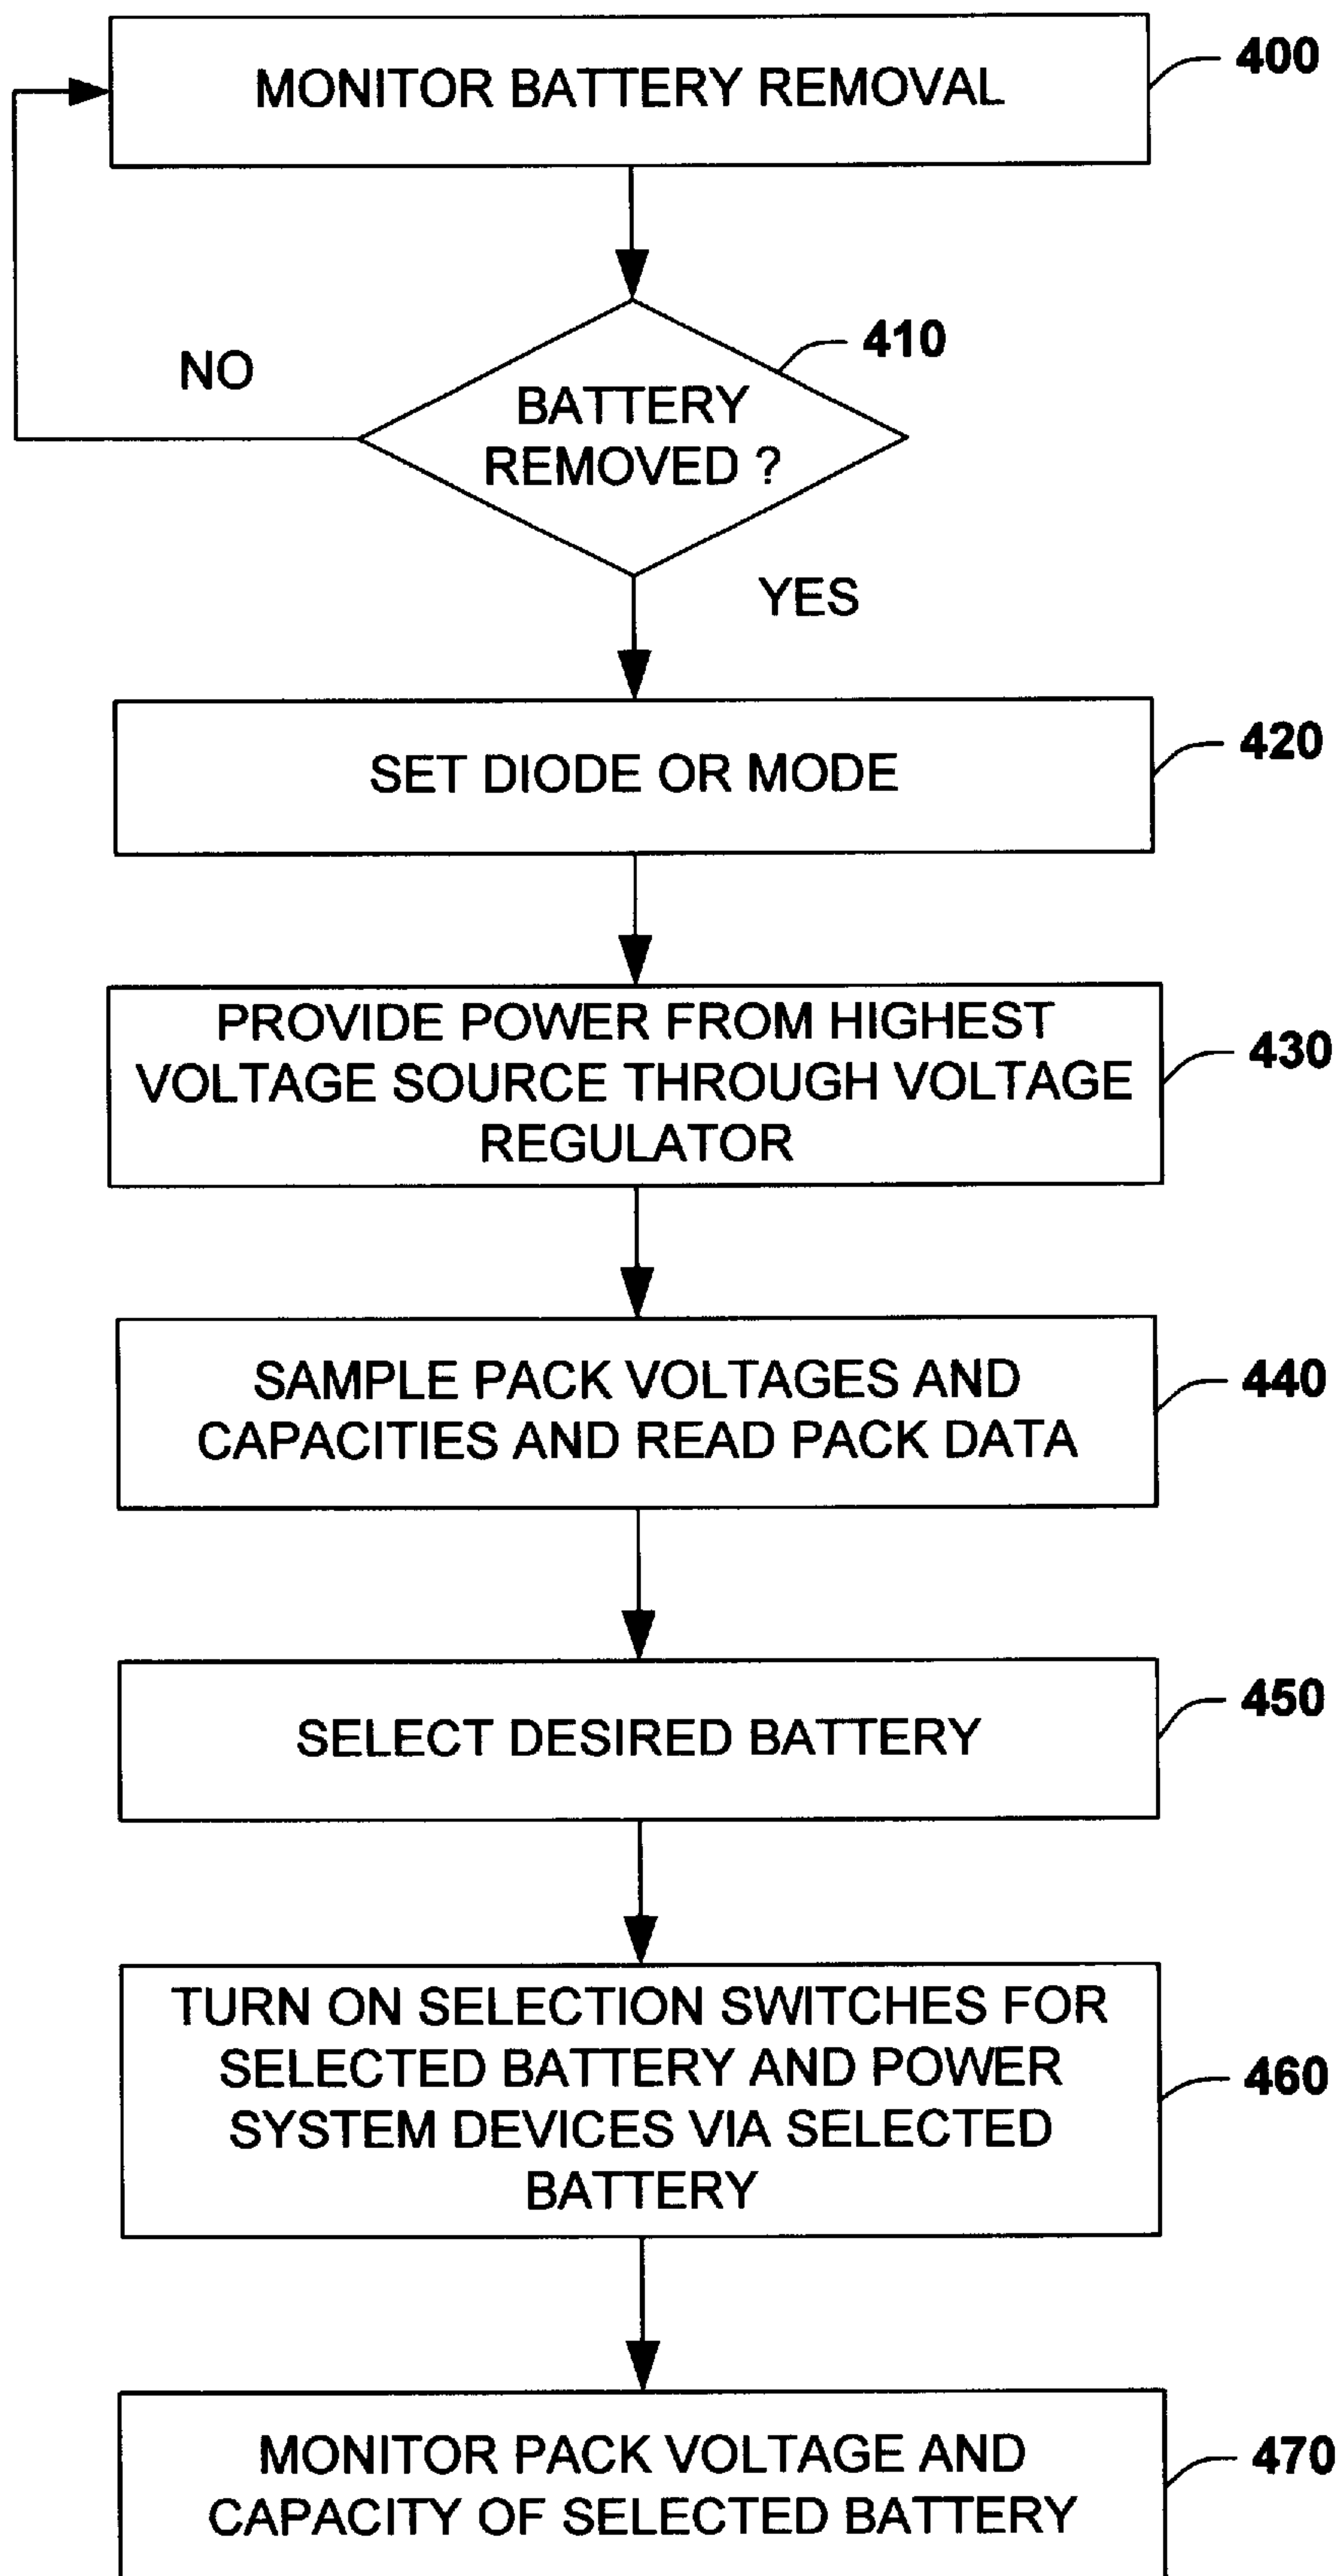 MONITOR BATTERY REMOVAL
400
410
NO
BATTERY
REMOVED ?
YES
SET DIODE OR MODE
420
PROVIDE POWER FROM HIGHEST
VOLTAGE SOURCE THROUGH VOLTAGE
REGULATOR
430
SAMPLE PACK VOLTAGES AND
CAPACITIES AND READ PACK DATA
440
SELECT DESIRED BATTERY
450
TURN ON SELECTION SWITCHES FOR
SELECTED BATTERY AND POWER
SYSTEM DEVICES VIA SELECTED
BATTERY
460
MONITOR PACK VOLTAGE AND
CAPACITY OF SELECTED BATTERY
470